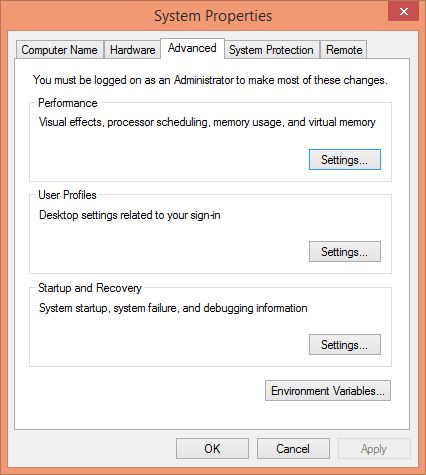 System Properties
Computer Name Hardware Advanced System Protection Remote
You must be logged on as an Administrator to make most of these changes.
Performance
Visual effects, processor scheduling, memory usage, and virtual memory
Settings...
User Profiles
Desktop settings related to your sign-in
Settings...
Startup and Recovery
System startup, system failure, and debugging information
Settings...
Environment Variables...
OK Cancel Apply